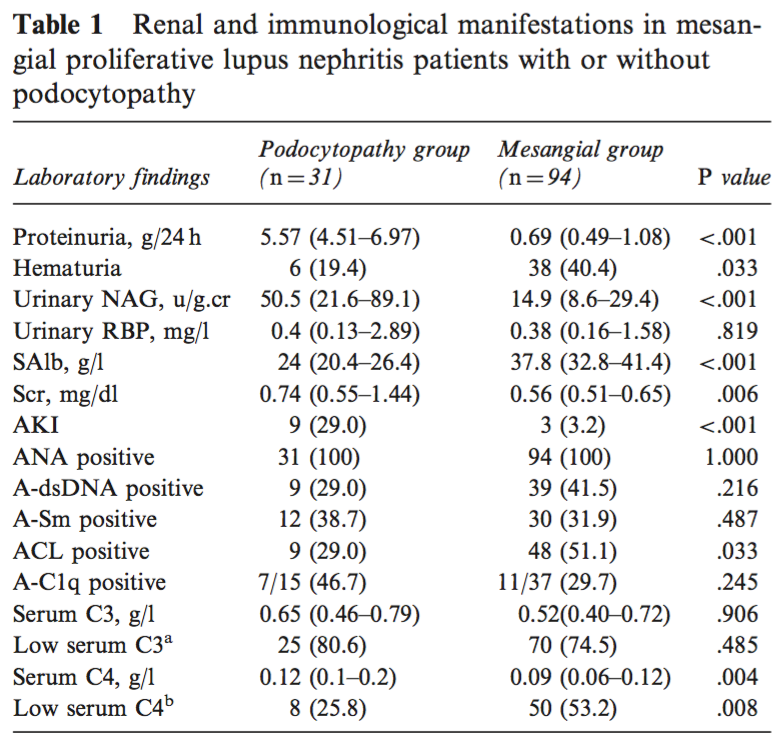 Table 1 Renal and immunological manifestations in mesan-
gial proliferative lupus nephritis patients with or without
podocytopathy
Podocytopathy group Mesangial group
Laboratory findings (n=31) (n=94) P value
Proteinuria, g/24 h 5.57 (4.51–6.97) 0.69 (0.49–1.08) <.001
Hematuria 6 (19.4) 38 (40.4) .033
Urinary NAG, u/g.cr 50.5 (21.6–89.1) 14.9 (8.6–29.4) <.001
Urinary RBP, mg/l 0.4 (0.13–2.89) 0.38 (0.16–1.58) .819
SAlb, g/l 24 (20.4–26.4) 37.8 (32.8–41.4) <.001
Scr, mg/dl 0.74 (0.55–1.44) 0.56 (0.51–0.65) .006
AKI 9 (29.0) 3 (3.2) <.001
ANA positive 31 (100) 94 (100) 1.000
A-dsDNA positive 9 (29.0) 39 (41.5) .216
A-Sm positive 12 (38.7) 30 (31.9) .487
ACL positive 9 (29.0) 48 (51.1) .033
A-C1q positive 7/15 (46.7) 11/37 (29.7) .245
Serum C3, g/l 0.65 (0.46–0.79) 0.52(0.40–0.72) .906
Low serum C3ᵃ 25 (80.6) 70 (74.5) .485
Serum C4, g/l 0.12 (0.1–0.2) 0.09 (0.06–0.12) .004
Low serum C4ᵇ 8 (25.8) 50 (53.2) .008